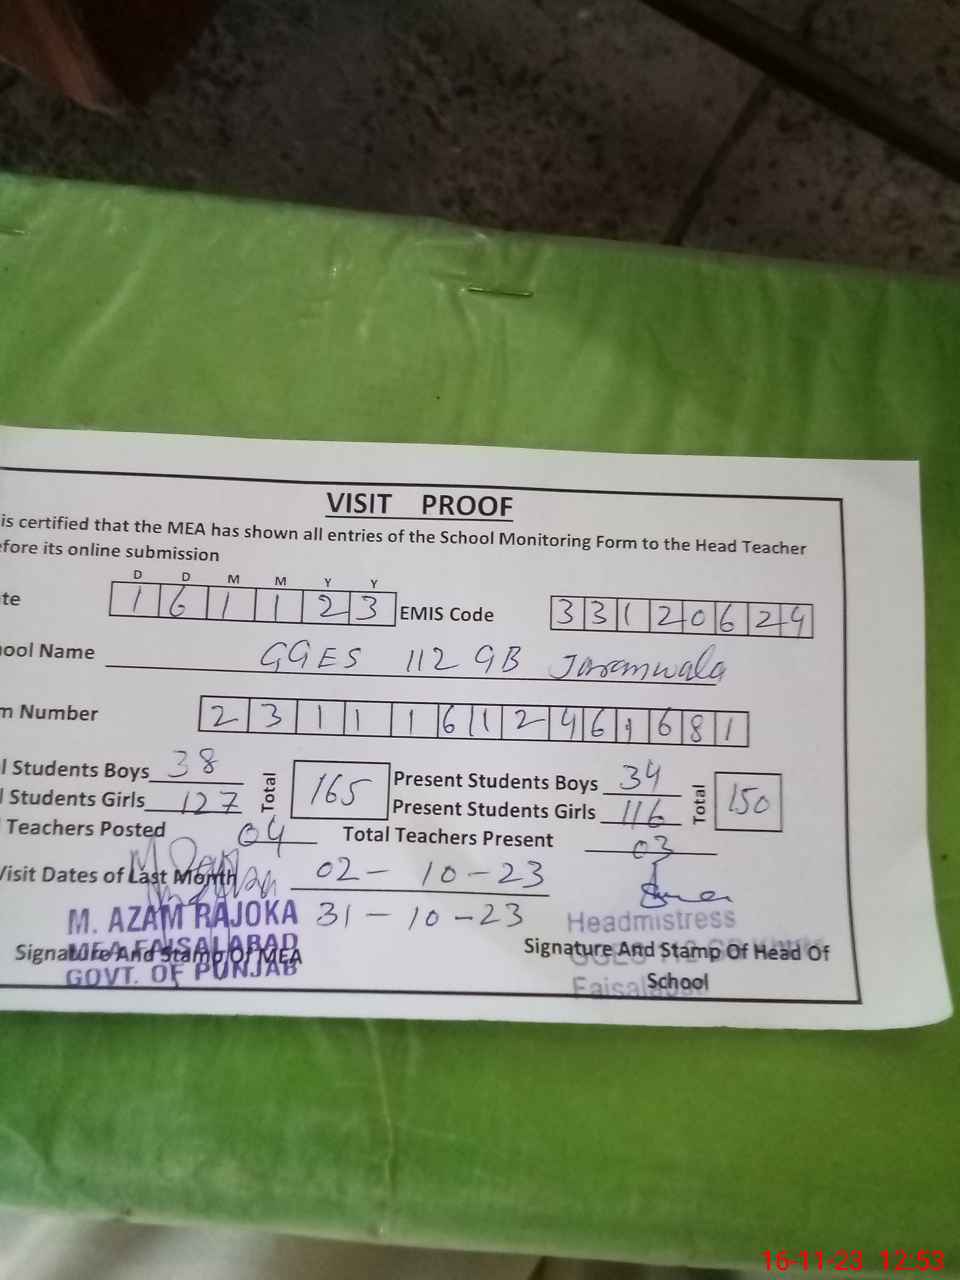 VISIT PROOF
is certified that the MEA has shown all entries of the School Monitoring Form to the Head Teacher
efore its online submission
D D M M Y Y
te 1 6 1 1 2 3 EMIS Code 3 3 1 2 0 6 2 4
ool Name GGES 112 GB Jaranwala
m Number 2 3 1 1 1 6 1 2 4 6 1 6 8 1
l Students Boys 38 Total 165 Present Students Boys 34 Total 150
l Students Girls 127 Present Students Girls 116
Teachers Posted 04 Total Teachers Present 03
Visit Dates of Last Month 02-10-23
31-10-23
M. AZAM RAJOKA
MEA FAISALABAD
GOVT. OF PUNJAB
Signature And Stamp Of MEA
Headmistress
Signature And Stamp Of Head Of
School
16-11-23 12:53